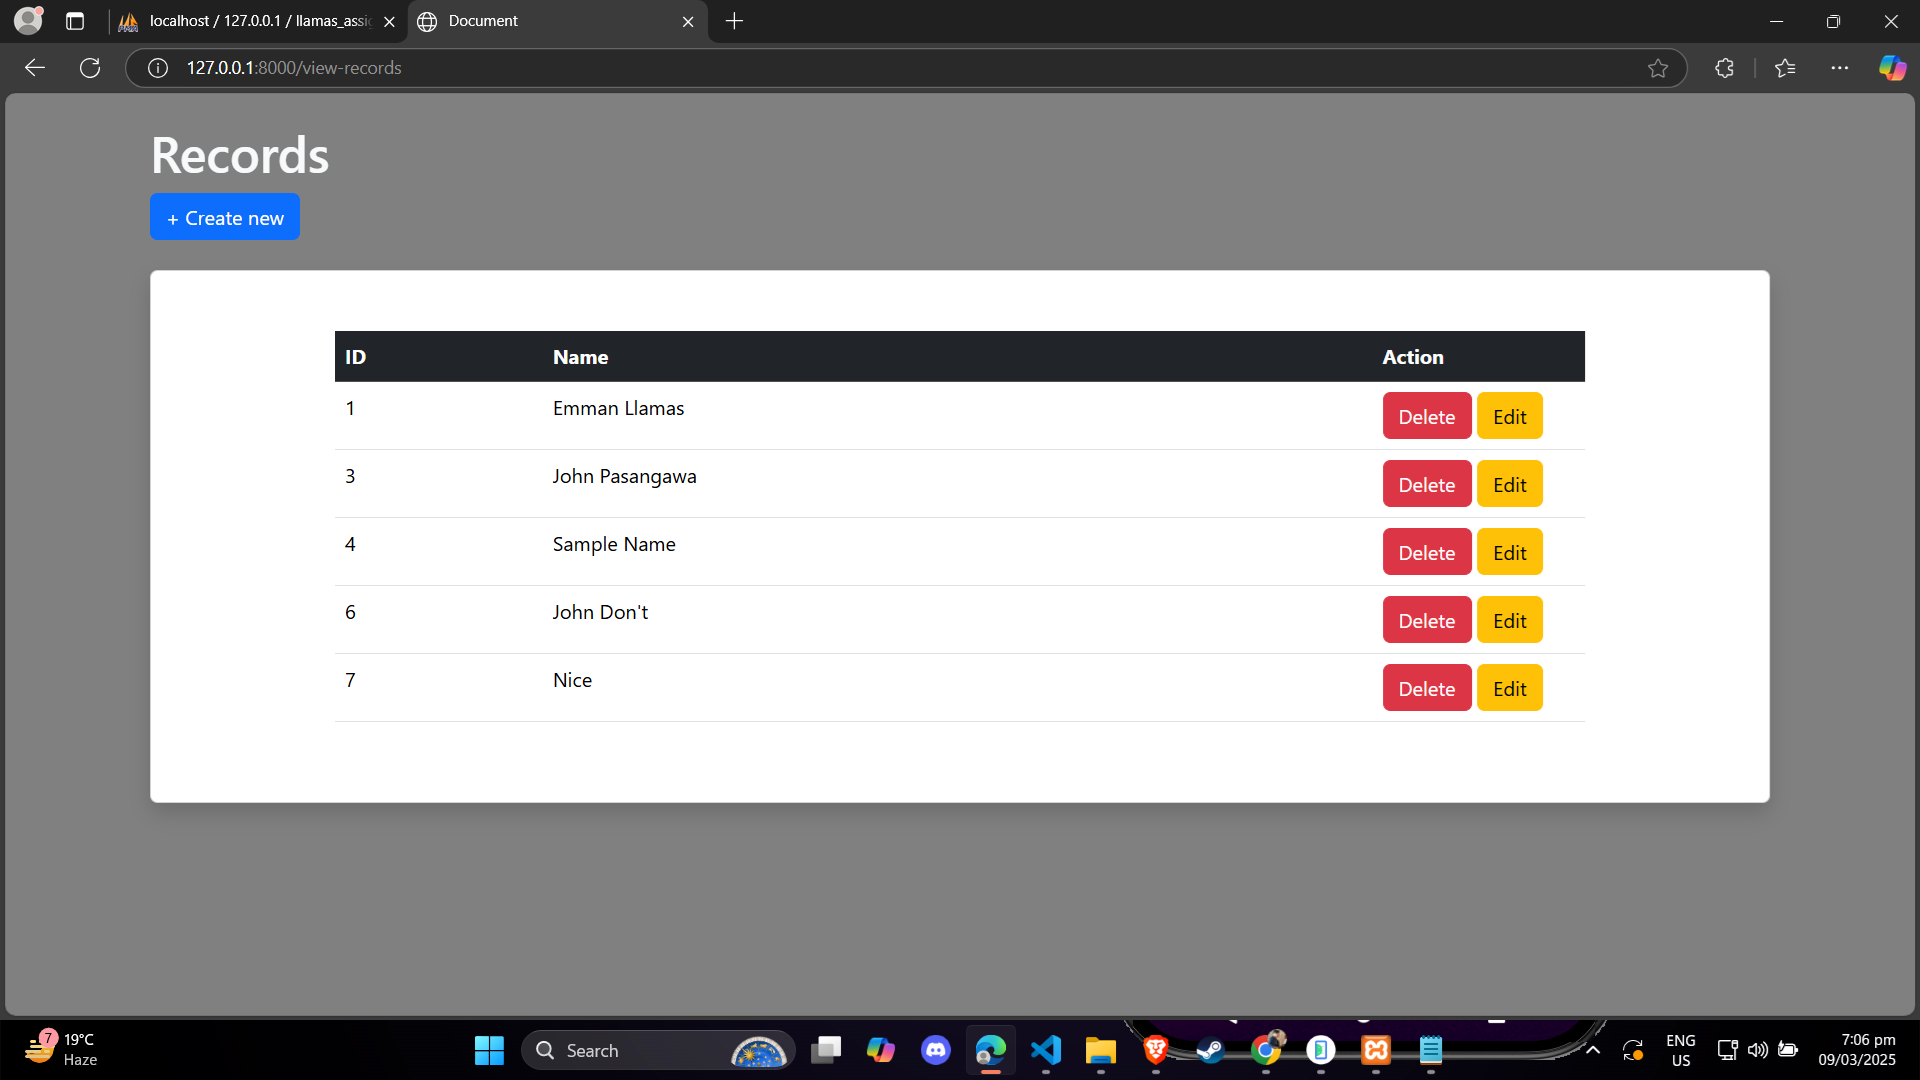 localhost / 127.0.0.1 / llamas_assi
Document
127.0.0.1:8000/view-records
Records
+ Create new
ID Name Action
1 Emman Llamas Delete Edit
3 John Pasangawa Delete Edit
4 Sample Name Delete Edit
6 John Don't Delete Edit
7 Nice Delete Edit
7
19°C
Haze
Search
ENG
US
7:06 pm
09/03/2025